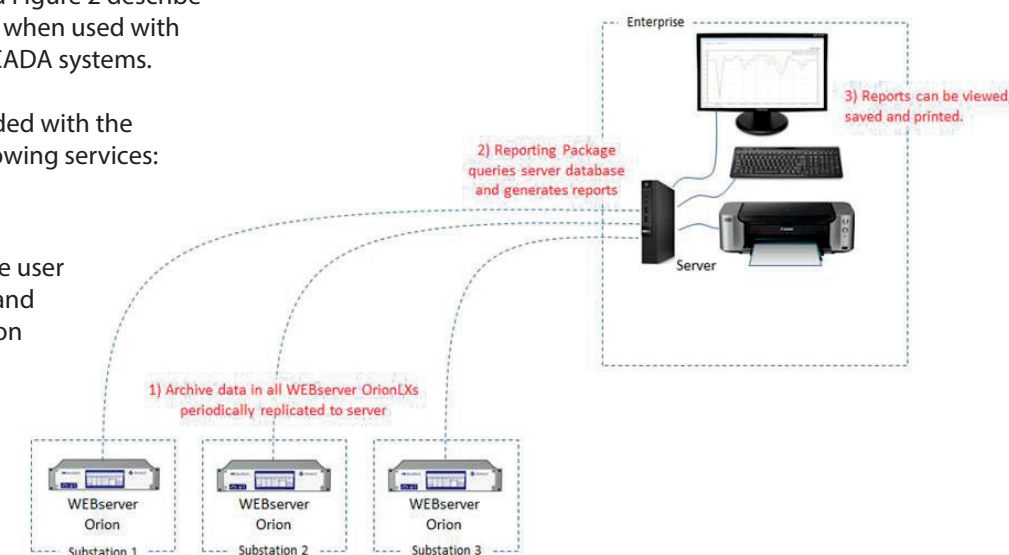 a Figure 2 describe
when used with
CADA systems.
ded with the
owing services:
e user
and
on
Enterprise
3) Reports can be viewed,
saved and printed.
2) Reporting Package
queries server database
and generates reports
Server
1) Archive data in all WEBserver OrionLXs
periodically replicated to server
WEBserver
Orion
Substation 1
WEBserver
Orion
Substation 2
WEBserver
Orion
Substation 3